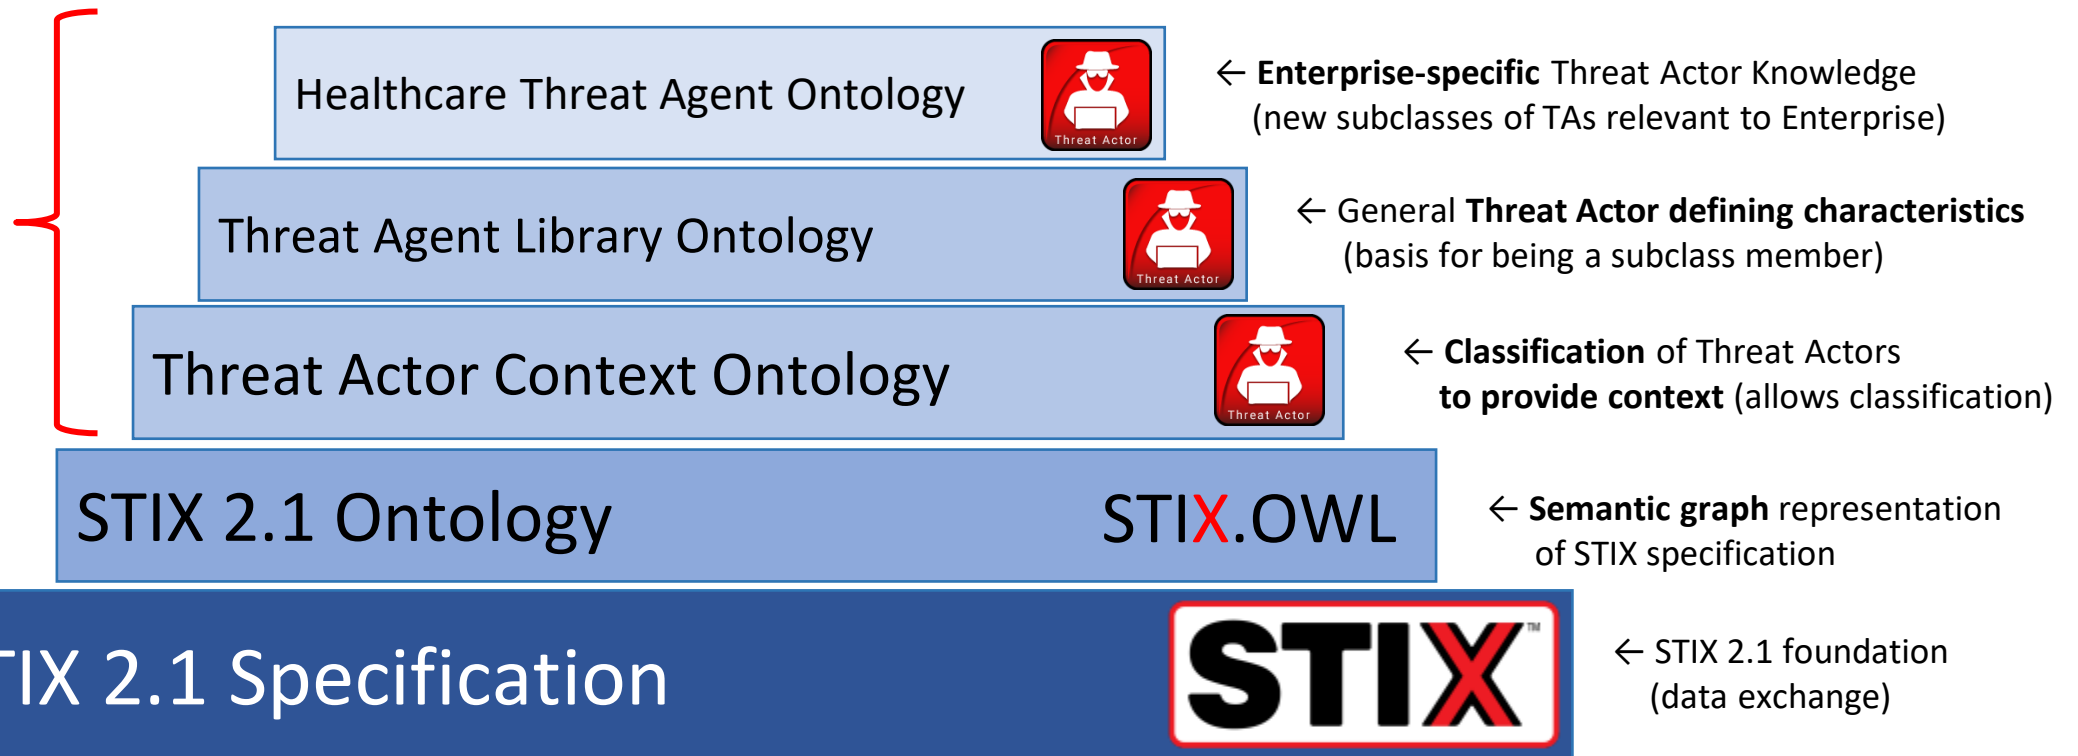 Healthcare Threat Agent Ontology
Threat Actor
← Enterprise-specific Threat Actor Knowledge
(new subclasses of TAs relevant to Enterprise)
Threat Agent Library Ontology
Threat Actor
← General Threat Actor defining characteristics
(basis for being a subclass member)
Threat Actor Context Ontology
Threat Actor
← Classification of Threat Actors
to provide context (allows classification)
STIX 2.1 Ontology
STIX.OWL
← Semantic graph representation
of STIX specification
TIX 2.1 Specification
STIX™
← STIX 2.1 foundation
(data exchange)